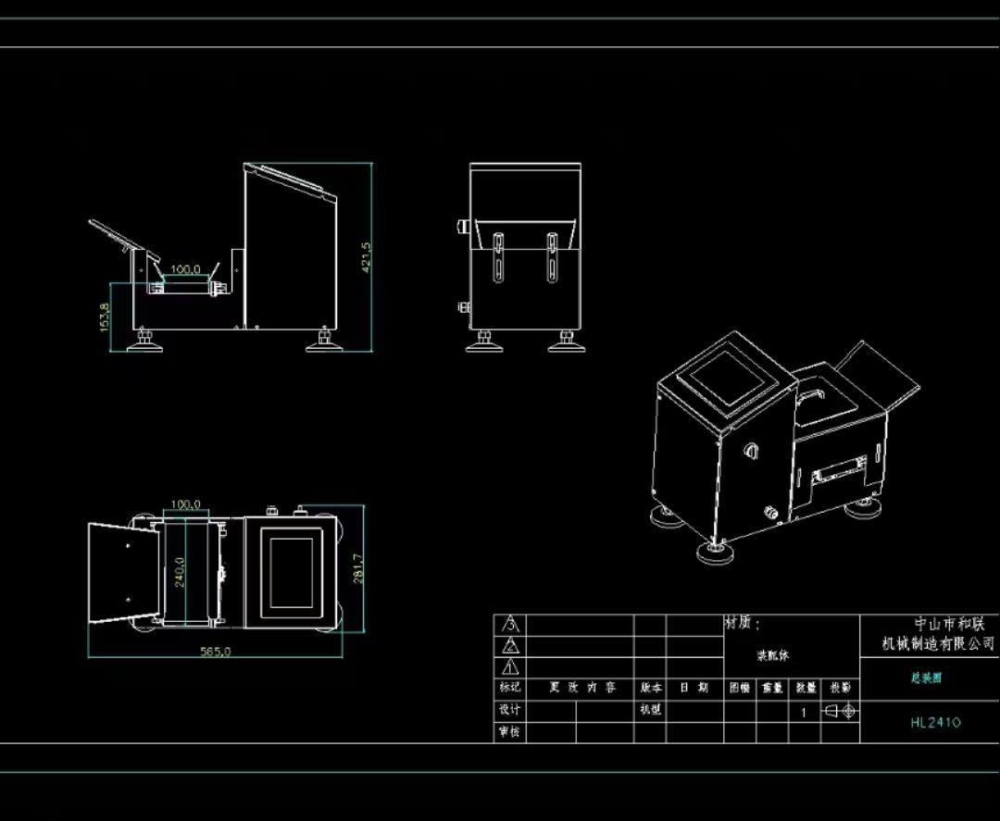 100.0
421.5
153.8
100.0
240.0
281.7
565.0
3
2
1
材质：
装配体
中山市和联
机械制造有限公司
总装图
标记 更改内容 版本 日期 图幅 重量 数量 投影
设计 机型 1
HL2410
审核